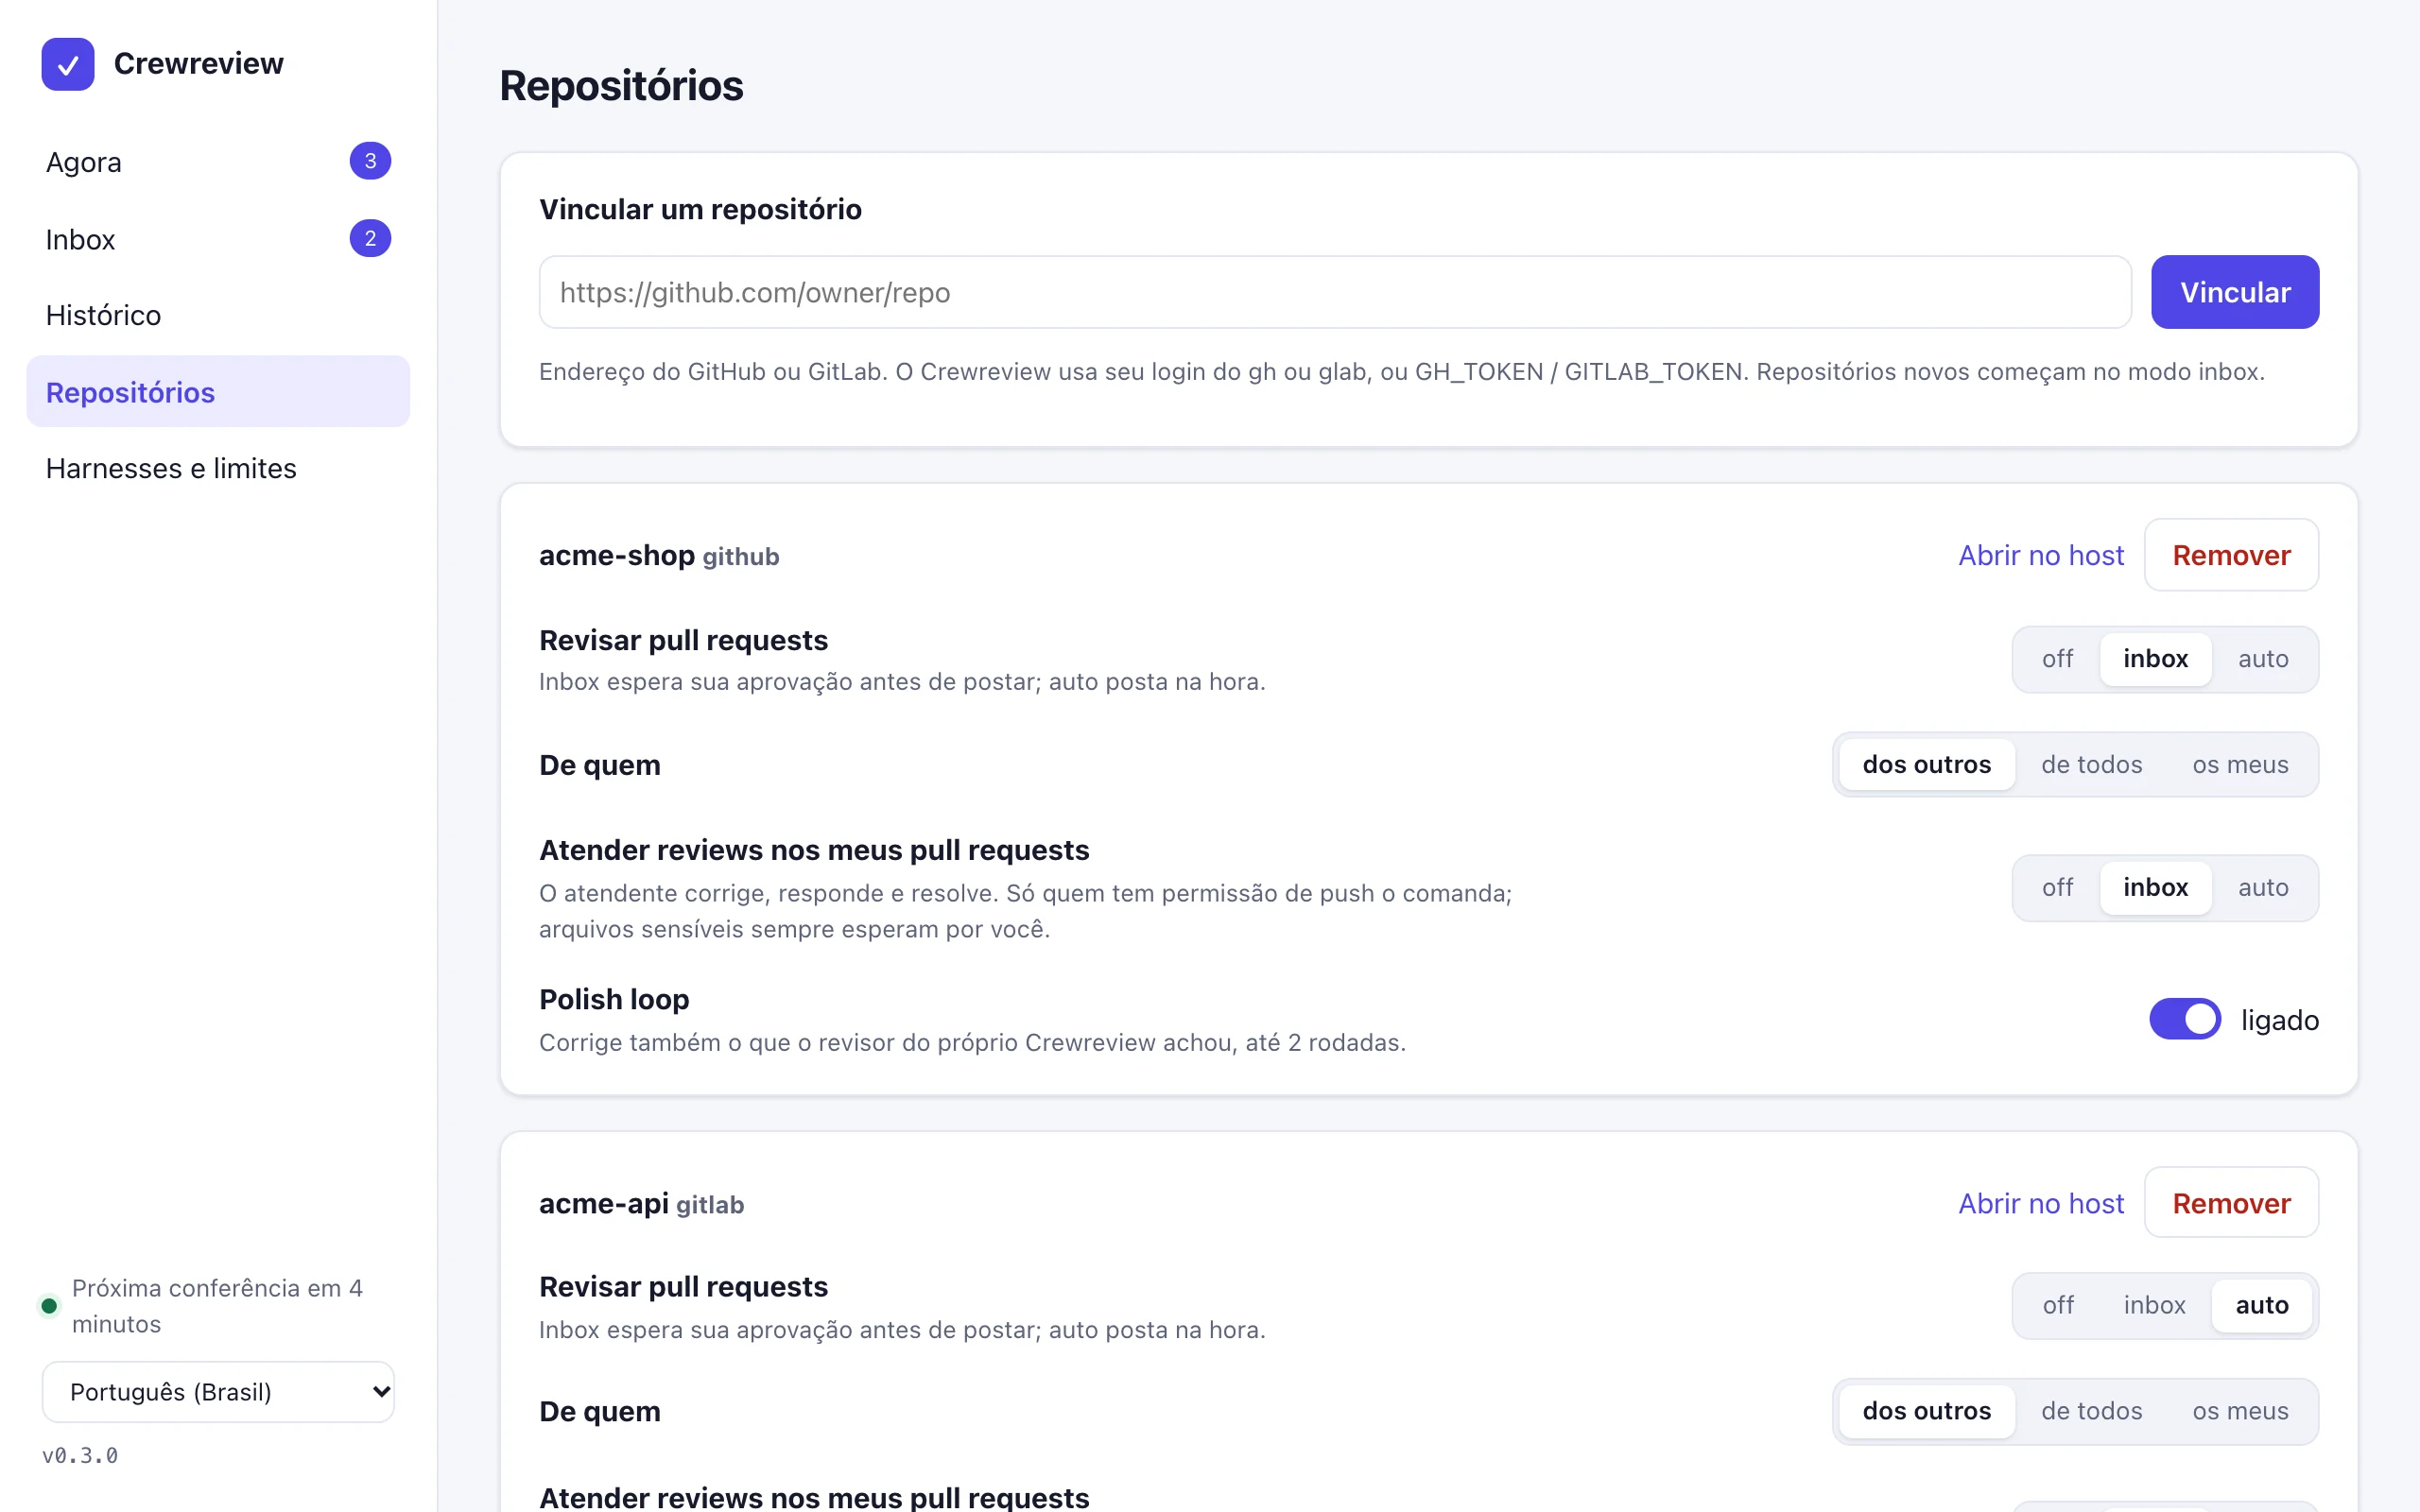 Crewreview
Agora 3
Inbox 2
Histórico
Repositórios
Harnesses e limites
Próxima conferência em 4
minutos
Português (Brasil)
v0.3.0
Repositórios
Vincular um repositório
https://github.com/owner/repo Vincular
Endereço do GitHub ou GitLab. O Crewreview usa seu login do gh ou glab, ou GH_TOKEN / GITLAB_TOKEN. Repositórios novos começam no modo inbox.
acme-shop github Abrir no host Remover
Revisar pull requests
Inbox espera sua aprovação antes de postar; auto posta na hora.
off inbox auto
De quem dos outros de todos os meus
Atender reviews nos meus pull requests
O atendente corrige, responde e resolve. Só quem tem permissão de push o comanda;
arquivos sensíveis sempre esperam por você.
off inbox auto
Polish loop
Corrige também o que o revisor do próprio Crewreview achou, até 2 rodadas.
ligado
acme-api gitlab Abrir no host Remover
Revisar pull requests
Inbox espera sua aprovação antes de postar; auto posta na hora.
off inbox auto
De quem dos outros de todos os meus
Atender reviews nos meus pull requests